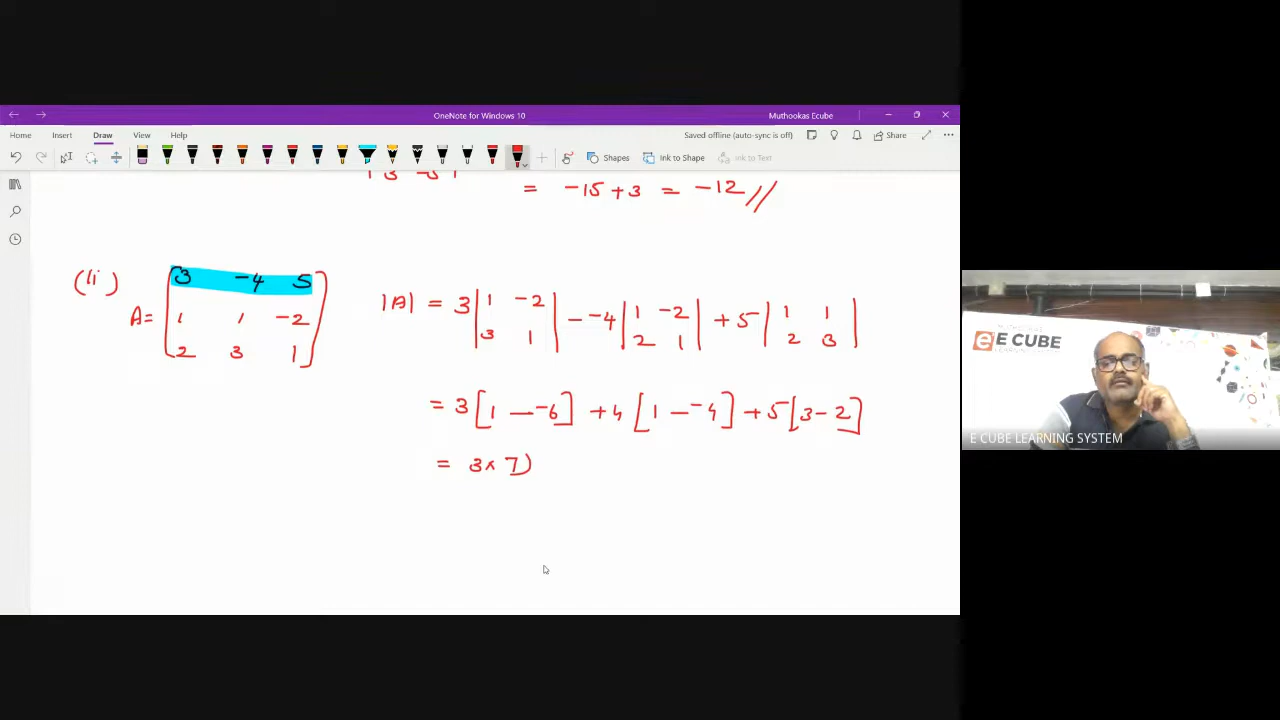 OneNote for Windows 10
Muthookas Ecube
Home Insert Draw View Help
Saved offline (auto-sync is off)
Share
Shapes
Ink to Shape
Ink to Text
= -15 + 3 = -12 //
(ii)
A = [3 -4 5
1 1 -2
2 3 1]
|A| = 3 |1 -2
3 1| - -4 |1 -2
2 1| + 5 |1 1
2 3|
= 3 [1 - -6] + 4 [1 - -4] + 5 [3 - 2]
= 3 × 7)
e E CUBE
E CUBE LEARNING SYSTEM